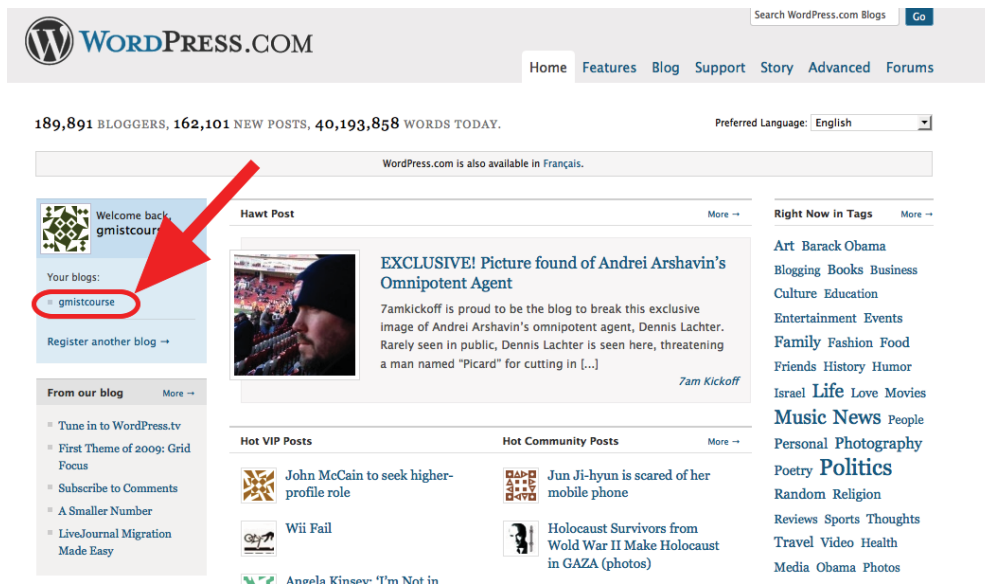 Search WordPress.com Blogs Go
WORDPRESS.COM
Home Features Blog Support Story Advanced Forums
189,891 BLOGGERS, 162,101 NEW POSTS, 40,193,858 WORDS TODAY.
Preferred Language: English
WordPress.com is also available in Français.
Welcome back,
gmistcourse
Your blogs:
gmistcourse
Register another blog →
From our blog More →
Tune in to WordPress.tv
First Theme of 2009: Grid
Focus
Subscribe to Comments
A Smaller Number
LiveJournal Migration
Made Easy
Hawt Post More →
EXCLUSIVE! Picture found of Andrei Arshavin's
Omnipotent Agent
7amkickoff is proud to be the blog to break this exclusive
image of Andrei Arshavin's omnipotent agent, Dennis Lachter.
Rarely seen in public, Dennis Lachter is seen here, threatening
a man named "Picard" for cutting in [...]
7am Kickoff
Hot VIP Posts
John McCain to seek higher-
profile role
Wii Fail
Angela Kinsey: 'I'm Not in
Hot Community Posts More →
Jun Ji-hyun is scared of her
mobile phone
Holocaust Survivors from
Wold War II Make Holocaust
in GAZA (photos)
Right Now in Tags More →
Art Barack Obama
Blogging Books Business
Culture Education
Entertainment Events
Family Fashion Food
Friends History Humor
Israel Life Love Movies
Music News People
Personal Photography
Poetry Politics
Random Religion
Reviews Sports Thoughts
Travel Video Health
Media Obama Photos